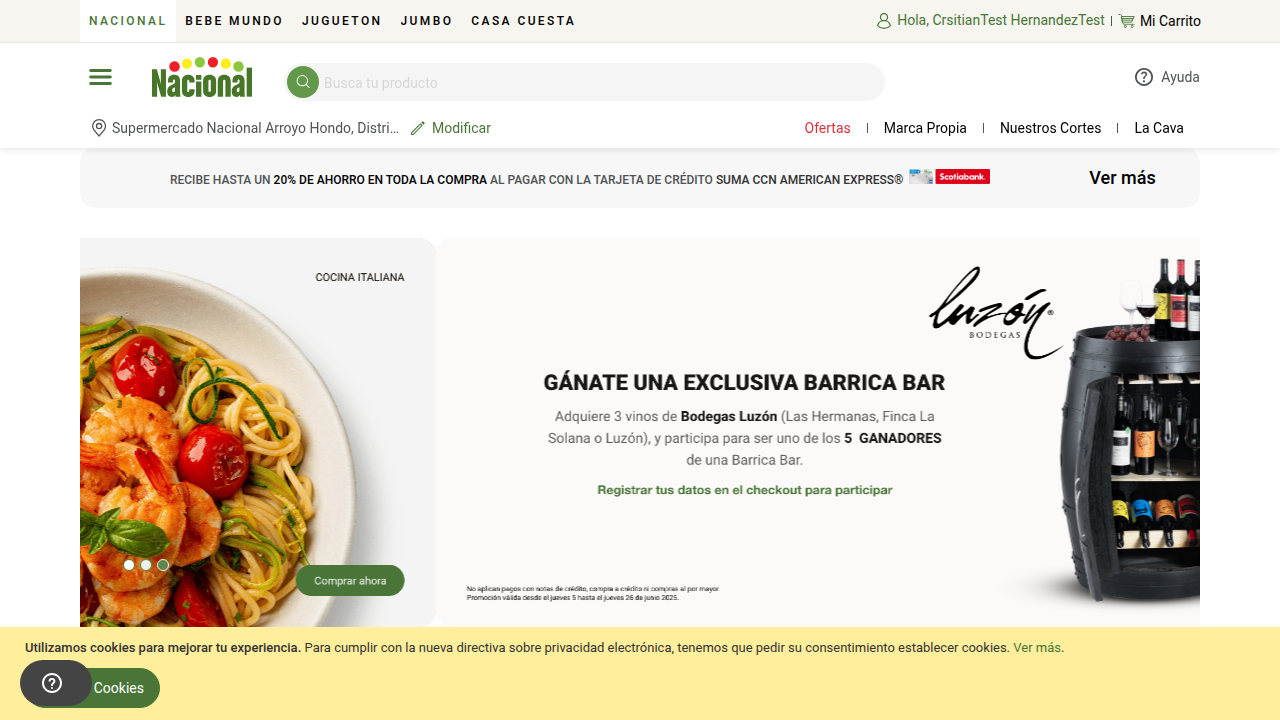 NACIONAL BEBE MUNDO JUGUETON JUMBO CASA CUESTA
Hola, CrsitianTest HernandezTest Mi Carrito
Nacional
Busca tu producto
Ayuda
Supermercado Nacional Arroyo Hondo, Distri... Modificar
Ofertas Marca Propia Nuestros Cortes La Cava
RECIBE HASTA UN 20% DE AHORRO EN TODA LA COMPRA AL PAGAR CON LA TARJETA DE CRÉDITO SUMA CCN AMERICAN EXPRESS® Scotiabank. Ver más
COCINA ITALIANA
Comprar ahora
luzón®
BODEGAS
GÁNATE UNA EXCLUSIVA BARRICA BAR
Adquiere 3 vinos de Bodegas Luzón (Las Hermanas, Finca La
Solana o Luzón), y participa para ser uno de los 5 GANADORES
de una Barrica Bar.
Registrar tus datos en el checkout para participar
No aplican pagos con notas de crédito, compra a crédito ni compras al por mayor.
Promoción válida desde el jueves 5 hasta el jueves 26 de junio 2025.
Utilizamos cookies para mejorar tu experiencia. Para cumplir con la nueva directiva sobre privacidad electrónica, tenemos que pedir su consentimiento establecer cookies. Ver más.
Cookies